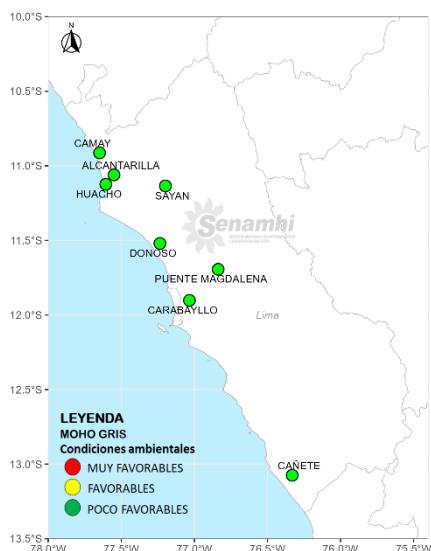 10.0°S
N
10.5°S
CAMAY
11.0°S
ALCANTARILLA
HUACHO
SAYAN
Senamhi
11.5°S
DONOSO
PUENTE MAGDALENA
12.0°S
CARABAYLLO
Lima
12.5°S
LEYENDA
MOHO GRIS
Condiciones ambientales
MUY FAVORABLES
FAVORABLES
POCO FAVORABLES
13.0°S
CAÑETE
13.5°S
78.0°W
77.5°W
77.0°W
76.5°W
76.0°W
75.5°W